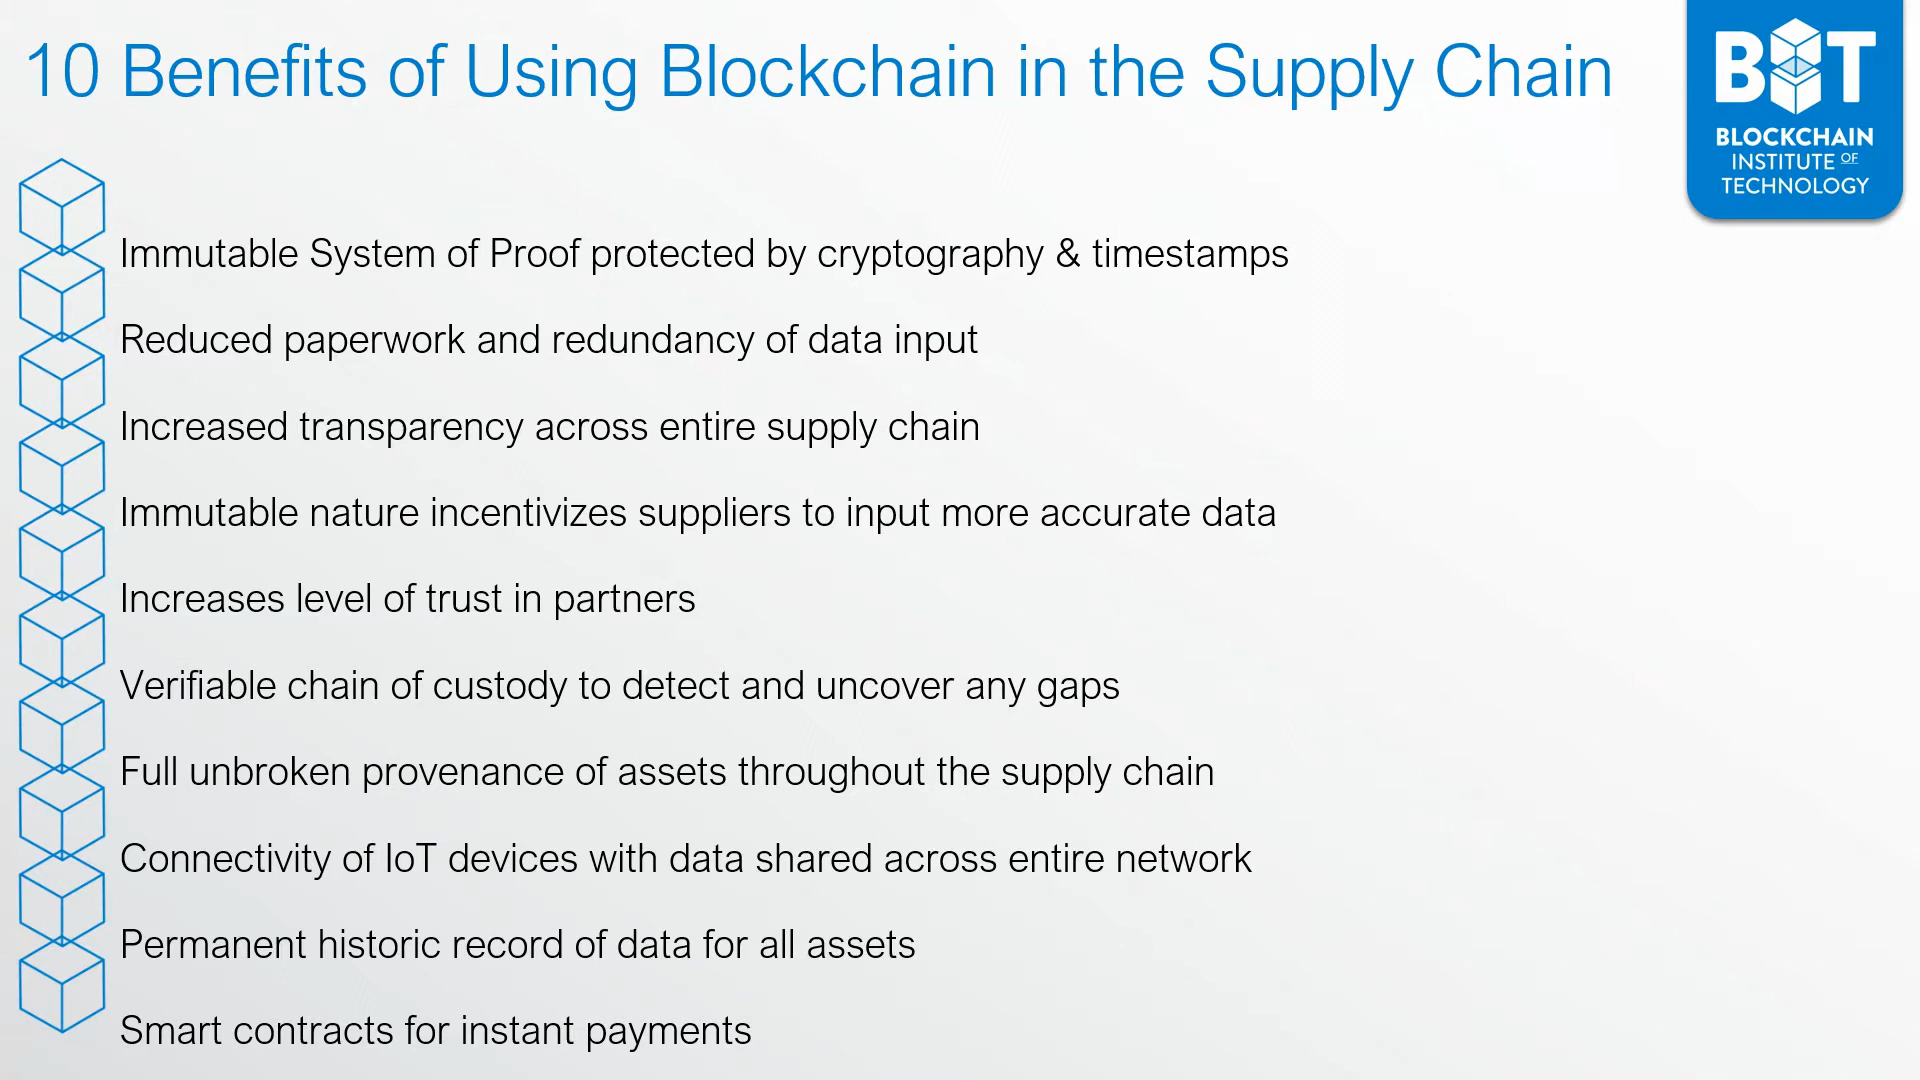 10 Benefits of Using Blockchain in the Supply Chain
BIT
BLOCKCHAIN
INSTITUTE OF
TECHNOLOGY
Immutable System of Proof protected by cryptography & timestamps
Reduced paperwork and redundancy of data input
Increased transparency across entire supply chain
Immutable nature incentivizes suppliers to input more accurate data
Increases level of trust in partners
Verifiable chain of custody to detect and uncover any gaps
Full unbroken provenance of assets throughout the supply chain
Connectivity of IoT devices with data shared across entire network
Permanent historic record of data for all assets
Smart contracts for instant payments